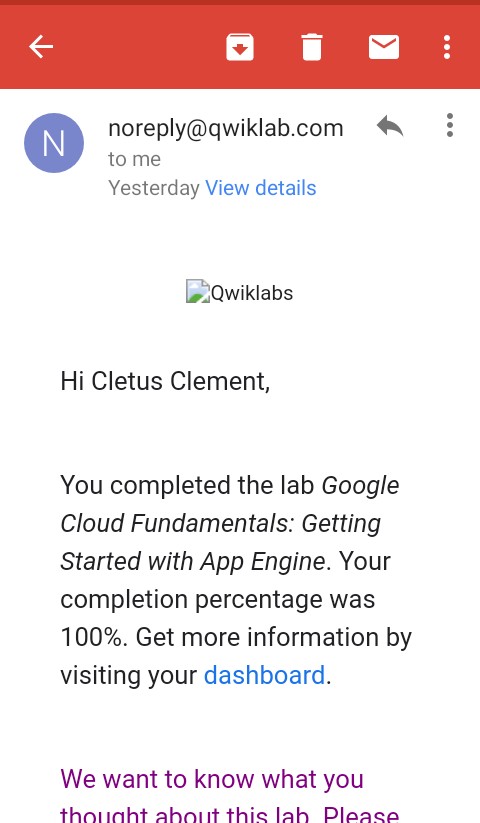 N
noreply@qwiklab.com
to me
Yesterday View details
Qwiklabs
Hi Cletus Clement,
You completed the lab Google
Cloud Fundamentals: Getting
Started with App Engine. Your
completion percentage was
100%. Get more information by
visiting your dashboard.
We want to know what you
thought about this lab. Please